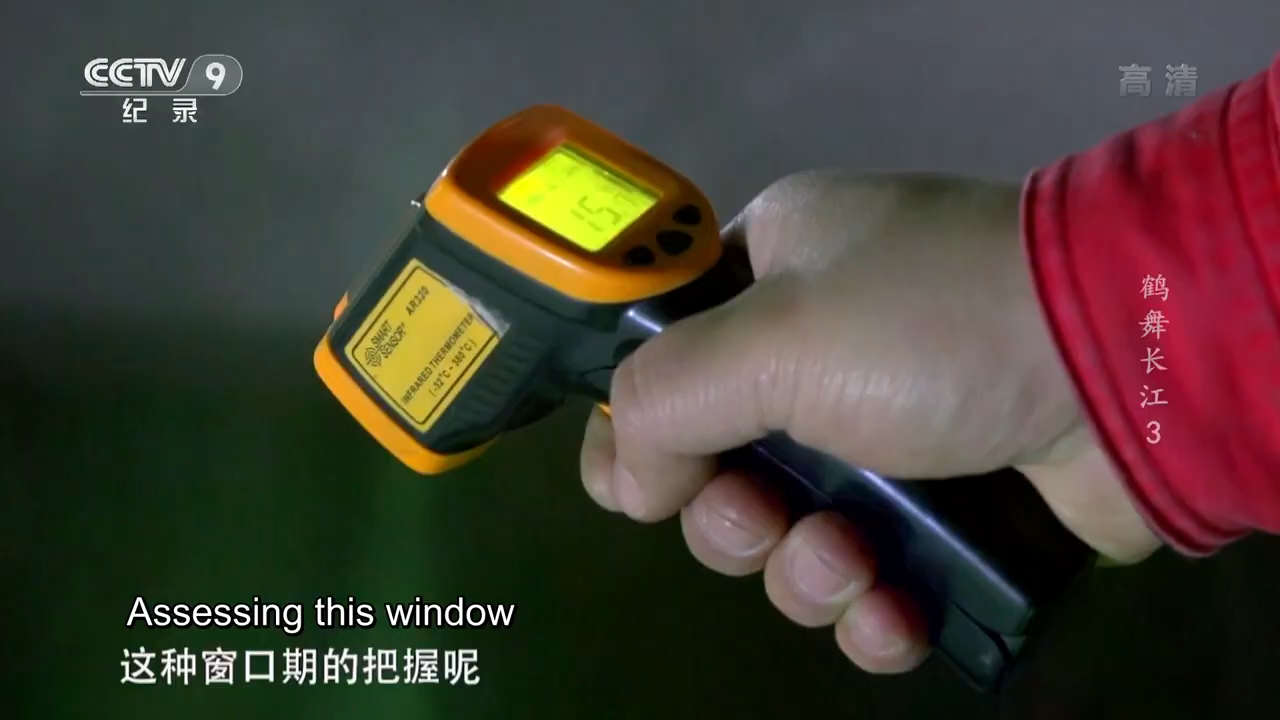 CCTV 9
纪录
高清
SMART SENSOR® AR320
INFRARED THERMOMETER
(-32°C~380°C)
鹤舞长江3
Assessing this window
这种窗口期的把握呢